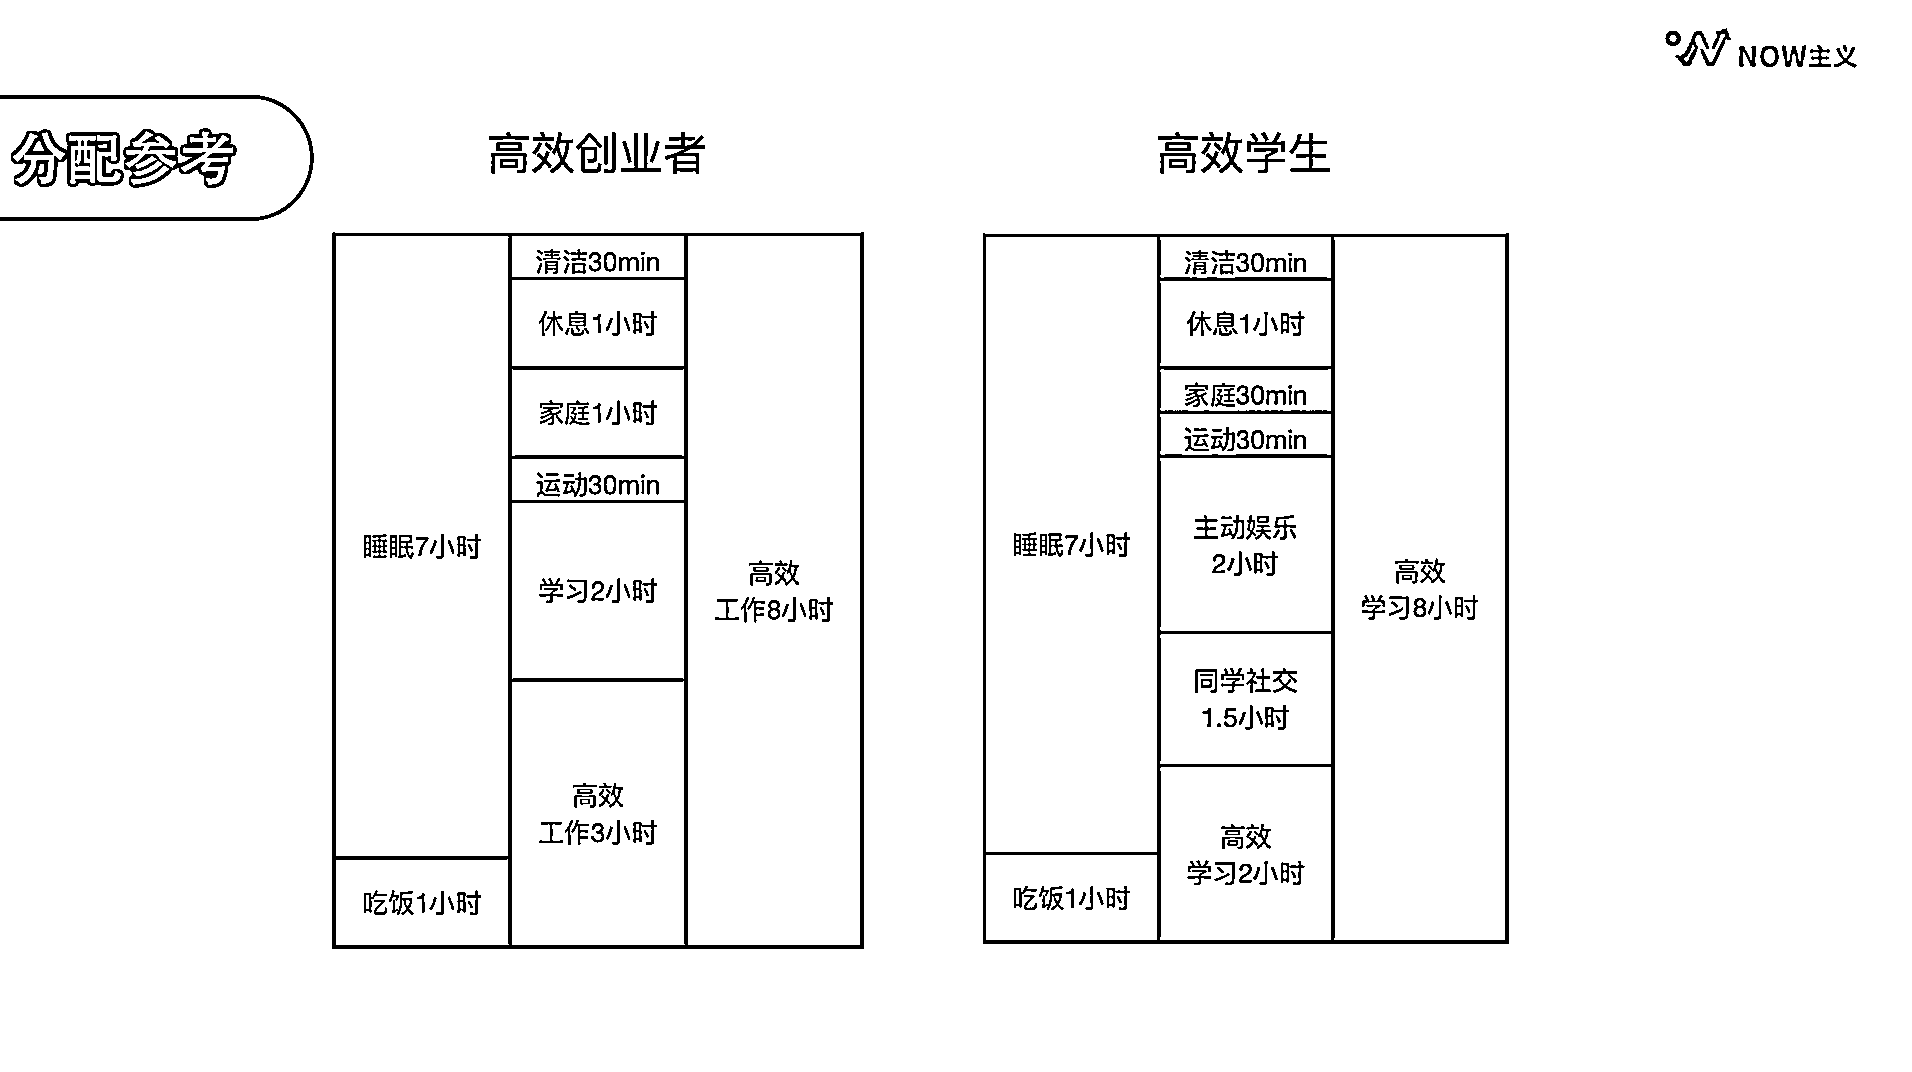 NOW主义
分配参考
高效创业者
睡眠7小时
吃饭1小时
清洁30min
休息1小时
家庭1小时
运动30min
学习2小时
高效
工作3小时
高效
工作8小时
高效学生
睡眠7小时
吃饭1小时
清洁30min
休息1小时
家庭30min
运动30min
主动娱乐
2小时
同学社交
1.5小时
高效
学习2小时
高效
学习8小时